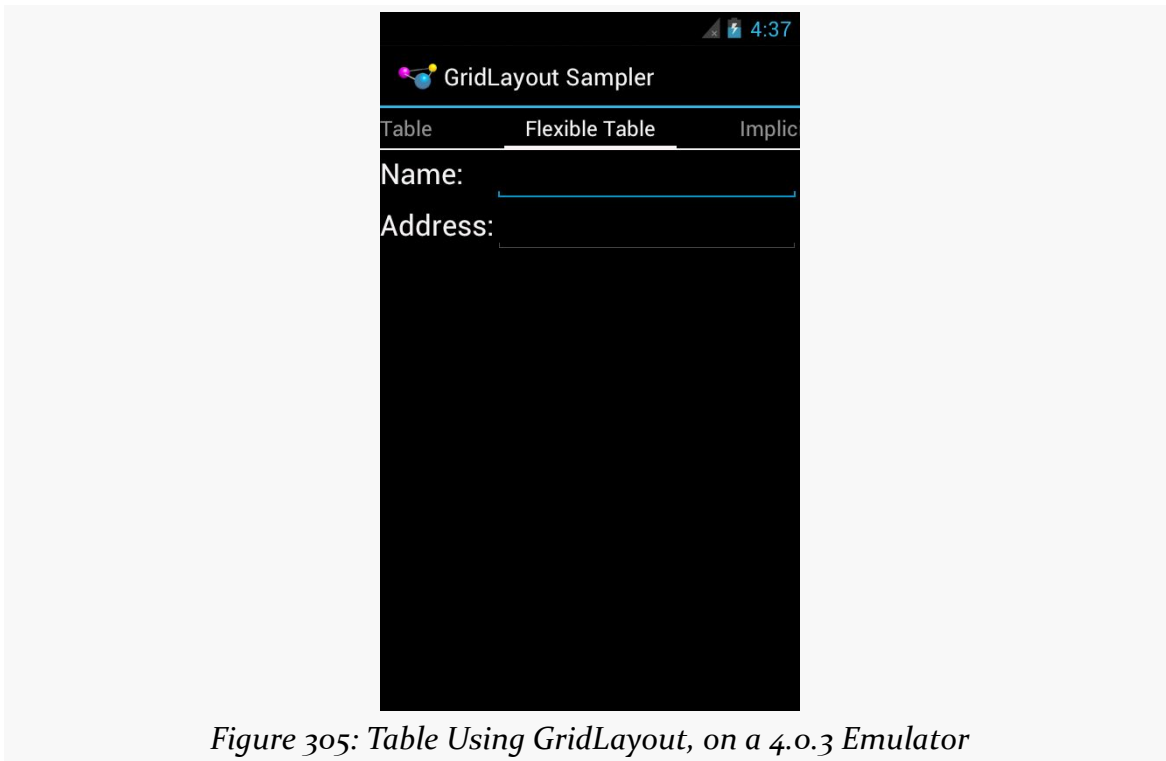 4:37
GridLayout Sampler
Table Flexible Table Implici
Name:
Address:
Figure 305: Table Using GridLayout, on a 4.0.3 Emulator